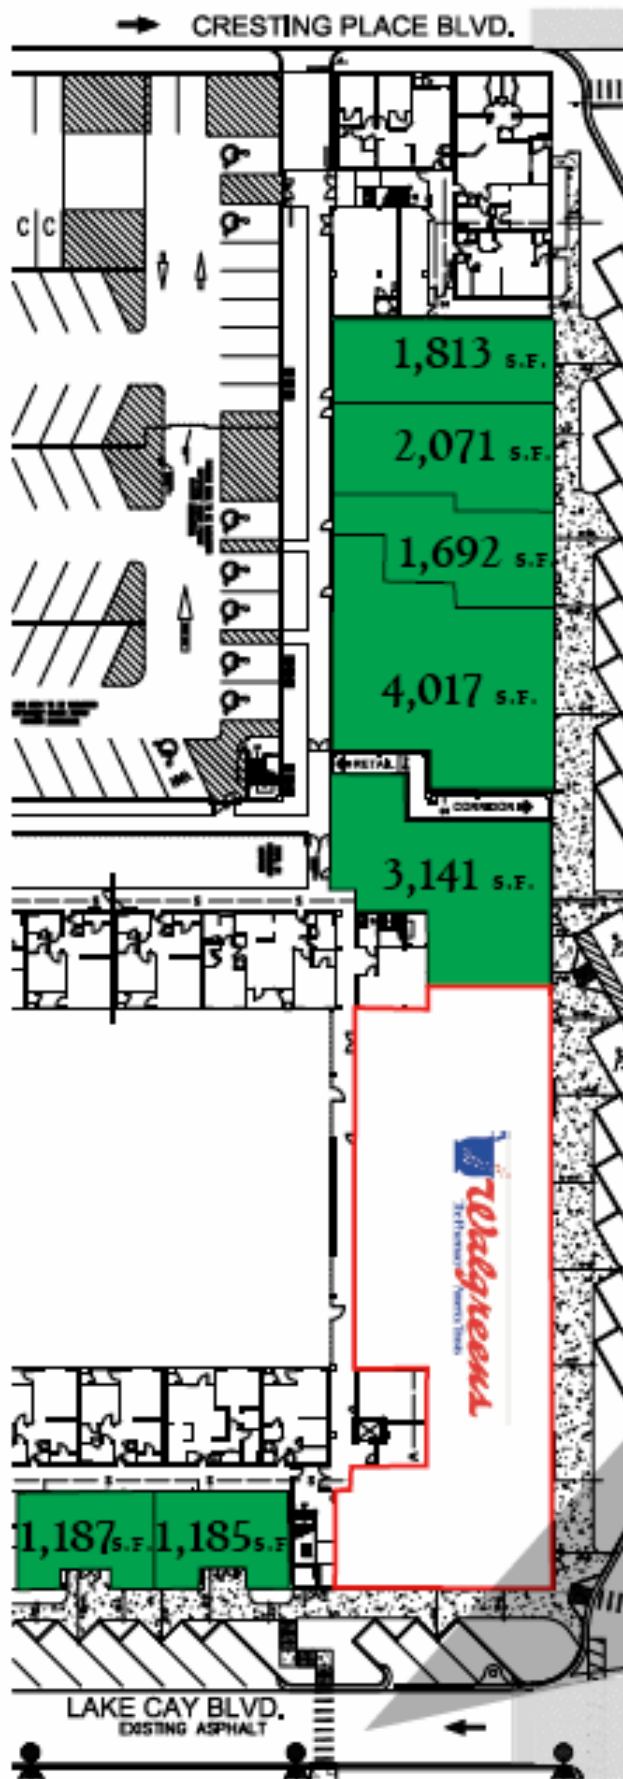 CRESTING PLACE BLVD.
C C
1,813 S.F.
2,071 S.F.
1,692 S.F.
4,017 S.F.
RETAIL
CORRIDOR
3,141 S.F.
S S S
Walgreens
S S S
1,187 S.F. 1,185 S.F
LAKE CAY BLVD.
EXISTING ASPHALT